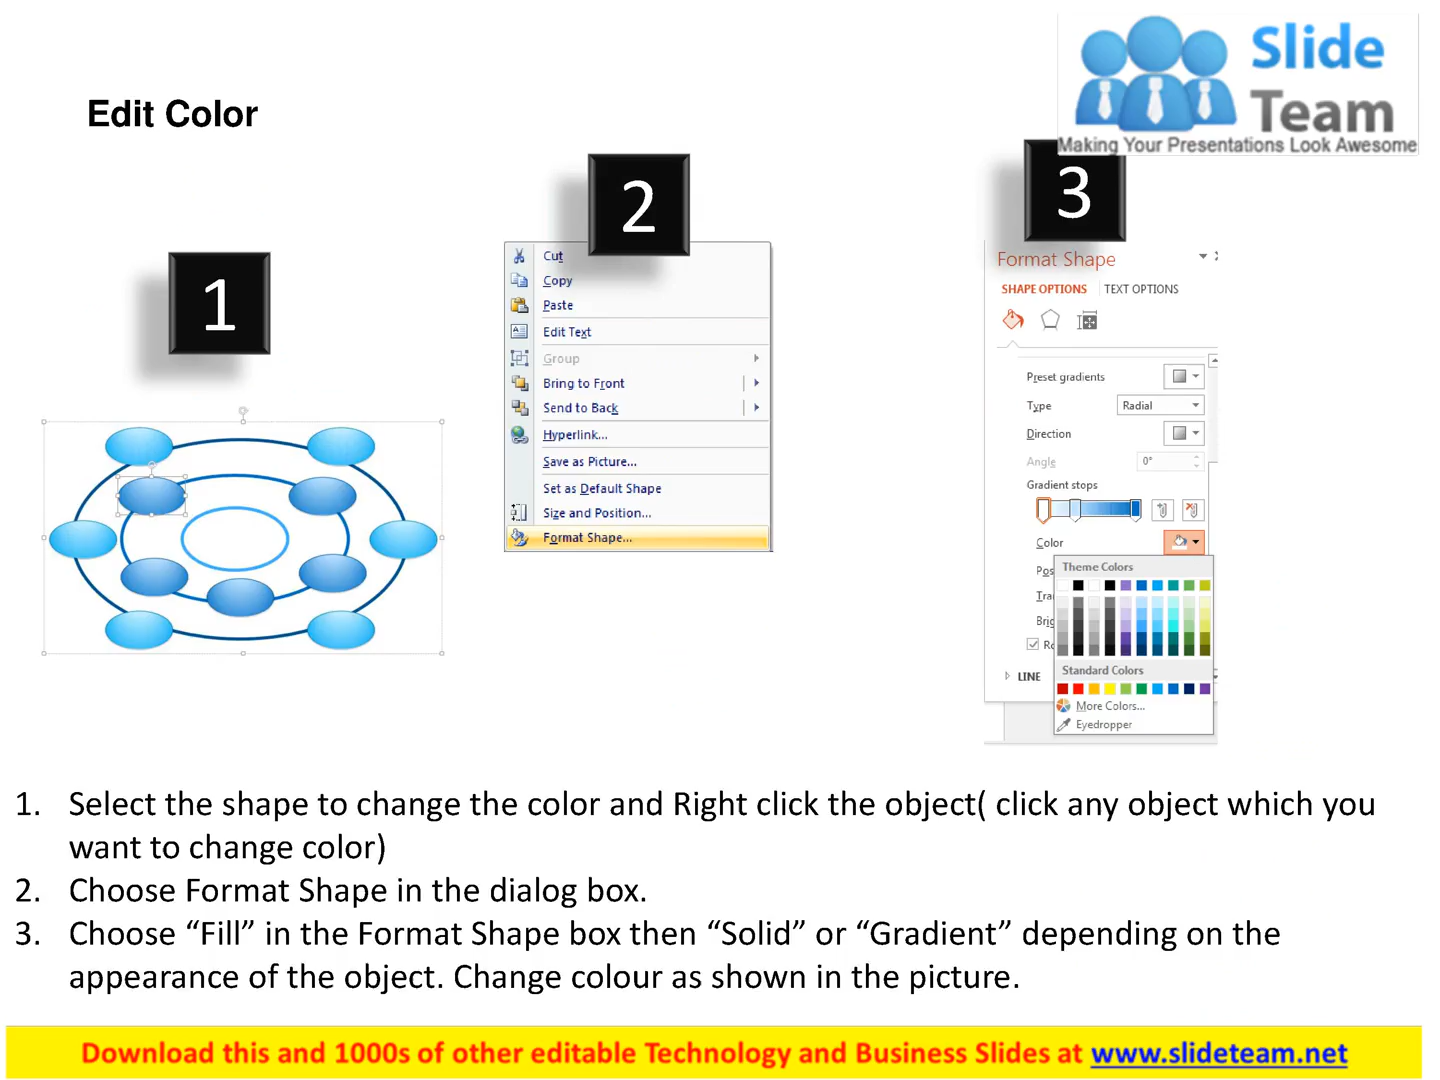 Slide
Team
Making Your Presentations Look Awesome
Edit Color
1
2
3
Cut
Copy
Paste
Edit Text
Group
Bring to Front
Send to Back
Hyperlink...
Save as Picture...
Set as Default Shape
Size and Position...
Format Shape...
Format Shape
SHAPE OPTIONS TEXT OPTIONS
Preset gradients
Type Radial
Direction
Angle 0°
Gradient stops
Color
Theme Colors
Pos
Tra
Brig
Ro
Standard Colors
LINE
More Colors...
Eyedropper
1. Select the shape to change the color and Right click the object( click any object which you
want to change color)
2. Choose Format Shape in the dialog box.
3. Choose “Fill” in the Format Shape box then “Solid” or “Gradient” depending on the
appearance of the object. Change colour as shown in the picture.
Download this and 1000s of other editable Technology and Business Slides at www.slideteam.net